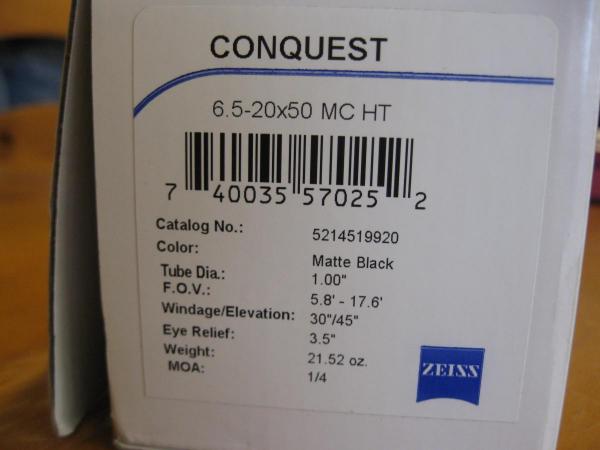 CONQUEST
6.5-20x50 MC HT
7 40035 57025 2
Catalog No.: 5214519920
Color: Matte Black
Tube Dia.: 1.00"
F.O.V.: 5.8' - 17.6'
Windage/Elevation: 30"/45"
Eye Relief: 3.5"
Weight: 21.52 oz.
MOA: 1/4
ZEISS